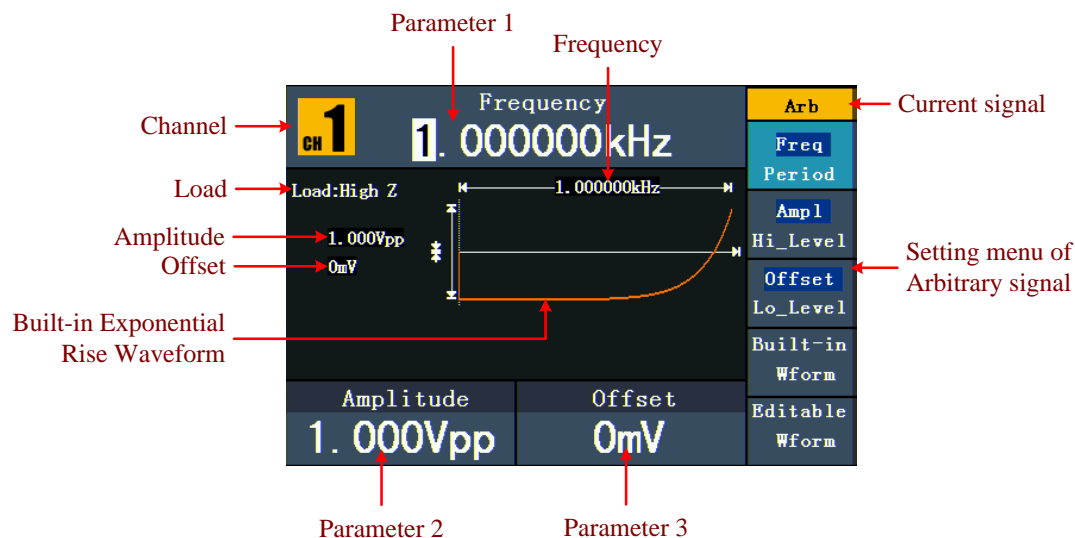 Parameter 1
Frequency
Channel
CH 1
Frequency
1.000000kHz
Arb
Current signal
Freq
Period
Load
Load:High Z
1.000000kHz
Ampl
Hi_Level
Amplitude
1.000Vpp
Offset
0mV
Setting menu of
Arbitrary signal
Offset
Lo_Level
Built-in Exponential
Rise Waveform
Built-in
Wform
Amplitude
1.000Vpp
Offset
0mV
Editable
Wform
Parameter 2
Parameter 3